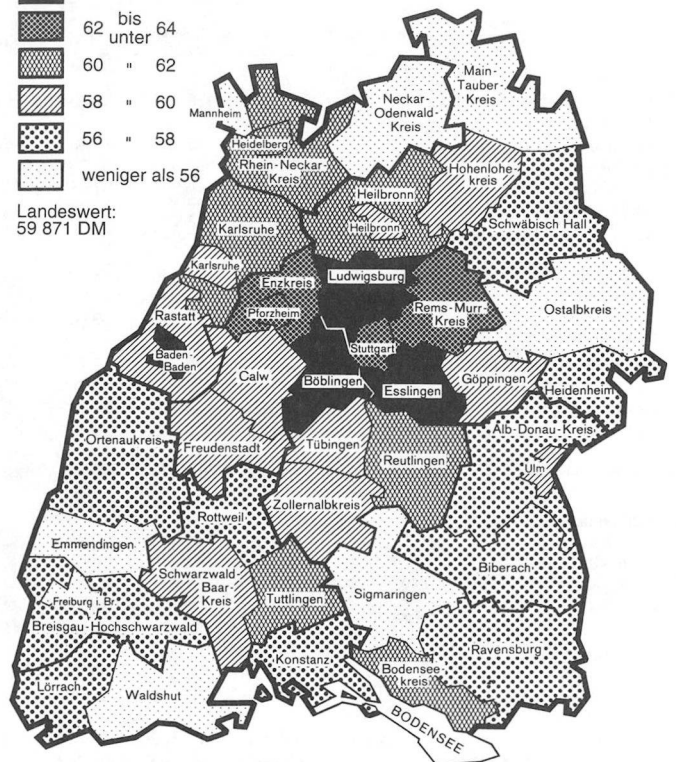 62 bis unter 64
60 " 62
58 " 60
56 " 58
weniger als 56
Landeswert:
59 871 DM
Main-
Tauber-
Kreis
Neckar-
Odenwald
Kreis
Mannheim
Heidelberg
Rhein-Neckar
Kreis
Hohenlohe-
kreis
Heilbronn
Heilbronn
Schwäbisch Hall
Karlsruhe
Karlsruhe
Enzkreis
Ludwigsburg
Rems-Murr-
Kreis
Ostalbkreis
Pforzheim
Rastatt
Stuttgart
Baden-
Baden
Calw
Böblingen
Esslingen
Göppingen
Heidenheim
Ortenaukreis
Freudenstadt
Tübingen
Reutlingen
Alb-Donau-Kreis
Ulm
Zollernalbkreis
Rottweil
Emmendingen
Schwarzwald
Baar-
Kreis
Tuttlingen
Sigmaringen
Biberach
Freiburg i. Br
Breisgau-Hochschwarzwald
Konstanz
Bodensee-
kreis
Ravensburg
Lörrach
Waldshut
BODENSEE